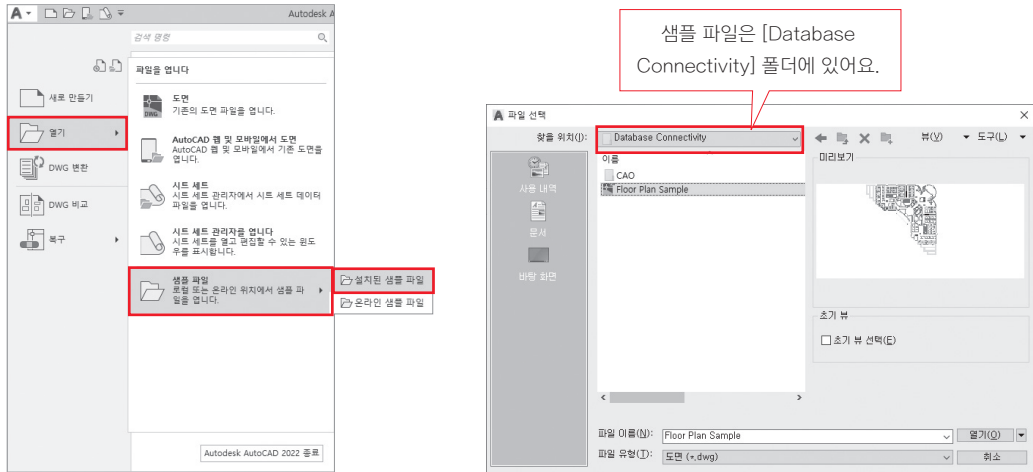 Autodesk A
검색 명령
파일을 엽니다
새로 만들기
열기
DWG 변환
DWG 비교
복구
DWG
도면
기존의 도면 파일을 엽니다.
AutoCAD 웹 및 모바일에서 도면
AutoCAD 웹 및 모바일에서 기존 도면을
엽니다.
시트 세트
시트 세트 관리자에서 시트 세트 데이터
파일을 엽니다.
시트 세트 관리자를 엽니다
시트 세트를 열고 편집할 수 있는 윈도
우를 표시합니다.
샘플 파일
로컬 또는 온라인 위치에서 샘플 파
일을 엽니다.
설치된 샘플 파일
온라인 샘플 파일
Autodesk AutoCAD 2022 종료
샘플 파일은 [Database
Connectivity] 폴더에 있어요.
파일 선택
찾을 위치(I):
Database Connectivity
뷰(V)
도구(L)
사용 내역
문서
바탕 화면
이름
CAO
Floor Plan Sample
미리보기
초기 뷰
초기 뷰 선택(E)
파일 이름(N):
Floor Plan Sample
열기(O)
파일 유형(T):
도면 (*.dwg)
취소